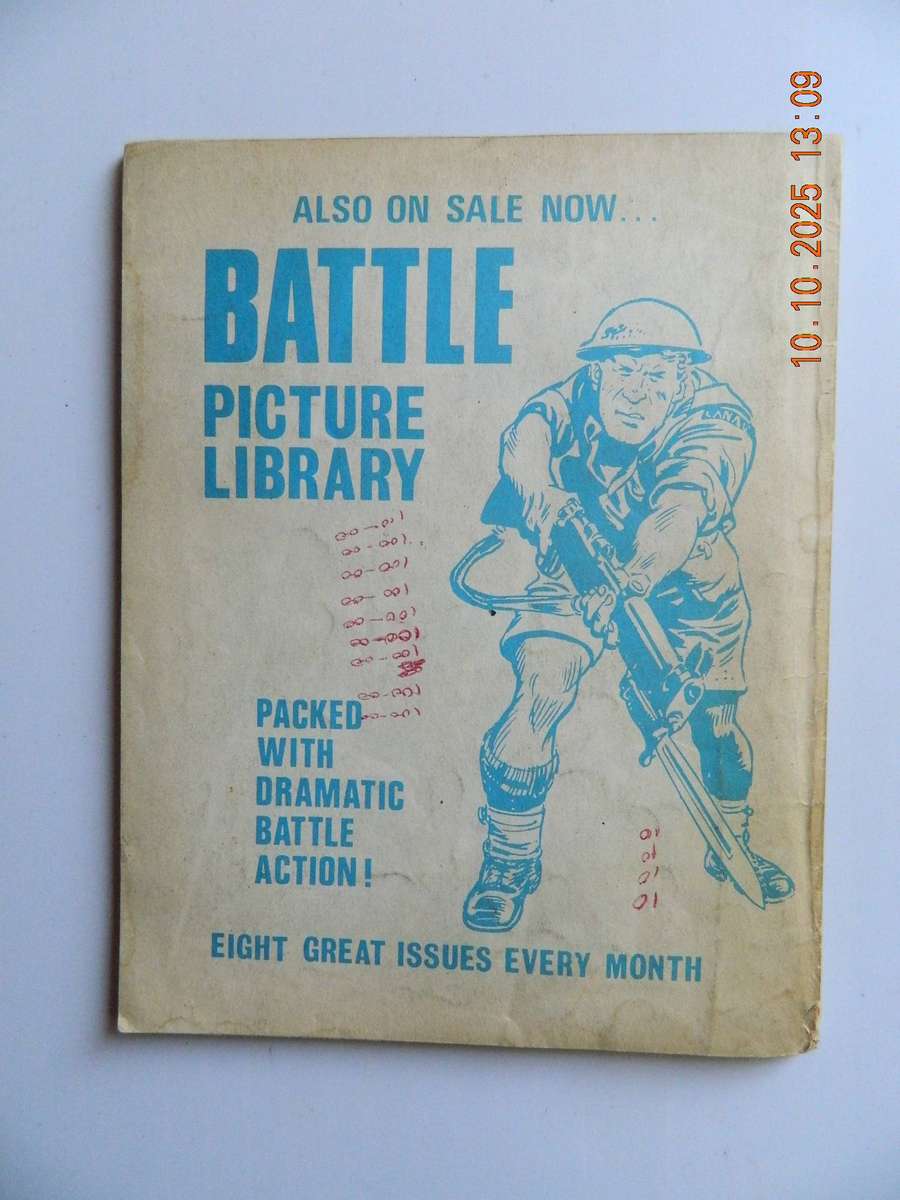 10.10.2025 13:09
ALSO ON SALE NOW...
BATTLE
PICTURE
LIBRARY
CANA
PACKED
WITH
DRAMATIC
BATTLE
ACTION!
EIGHT GREAT ISSUES EVERY MONTH